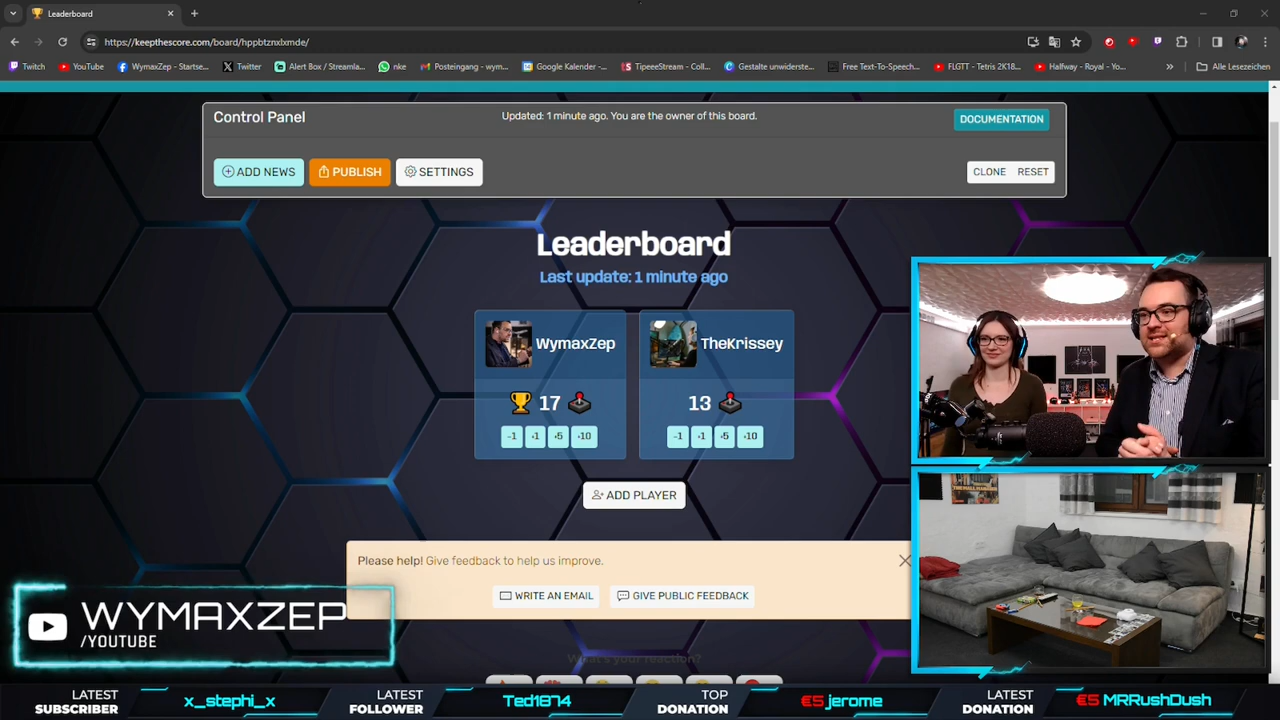 Leaderboard
https://keepthescore.com/board/hppbtznxlxmde/
Twitch
YouTube
WymaxZep - Startse...
Twitter
Alert Box / Streamla...
nke
Posteingang - wym...
Google Kalender -...
TipeeeStream - Coll...
Gestalte unwiderste...
Free Text-To-Speech...
FLGTT - Tetris 2K18...
Halfway - Royal - Yo...
»
Alle Lesezeichen
Control Panel
Updated: 1 minute ago. You are the owner of this board.
DOCUMENTATION
ADD NEWS
PUBLISH
SETTINGS
CLONE
RESET
Leaderboard
Last update: 1 minute ago
WymaxZep
TheKrissey
17
13
-1
+1
+5
+10
-1
+1
+5
+10
ADD PLAYER
Please help! Give feedback to help us improve.
WRITE AN EMAIL
GIVE PUBLIC FEEDBACK
WYMAXZEP
/YOUTUBE
What's your reaction?
LATEST
SUBSCRIBER
x_stephi_x
LATEST
FOLLOWER
Ted1874
TOP
DONATION
€5 jerome
LATEST
DONATION
€5 MRRushDush